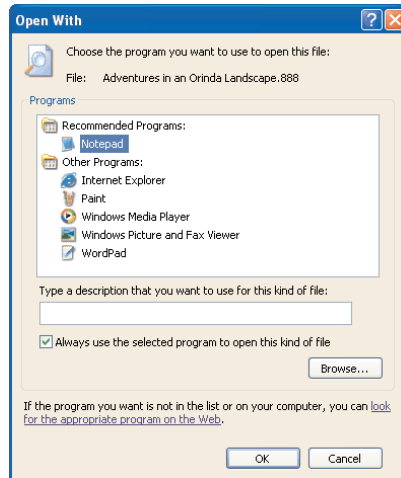 Open With
Choose the program you want to use to open this file:
File: Adventures in an Orinda Landscape.888
Programs
Recommended Programs:
Notepad
Other Programs:
Internet Explorer
Paint
Windows Media Player
Windows Picture and Fax Viewer
WordPad
Type a description that you want to use for this kind of file:
Always use the selected program to open this kind of file
Browse...
If the program you want is not in the list or on your computer, you can look
for the appropriate program on the Web.
OK Cancel